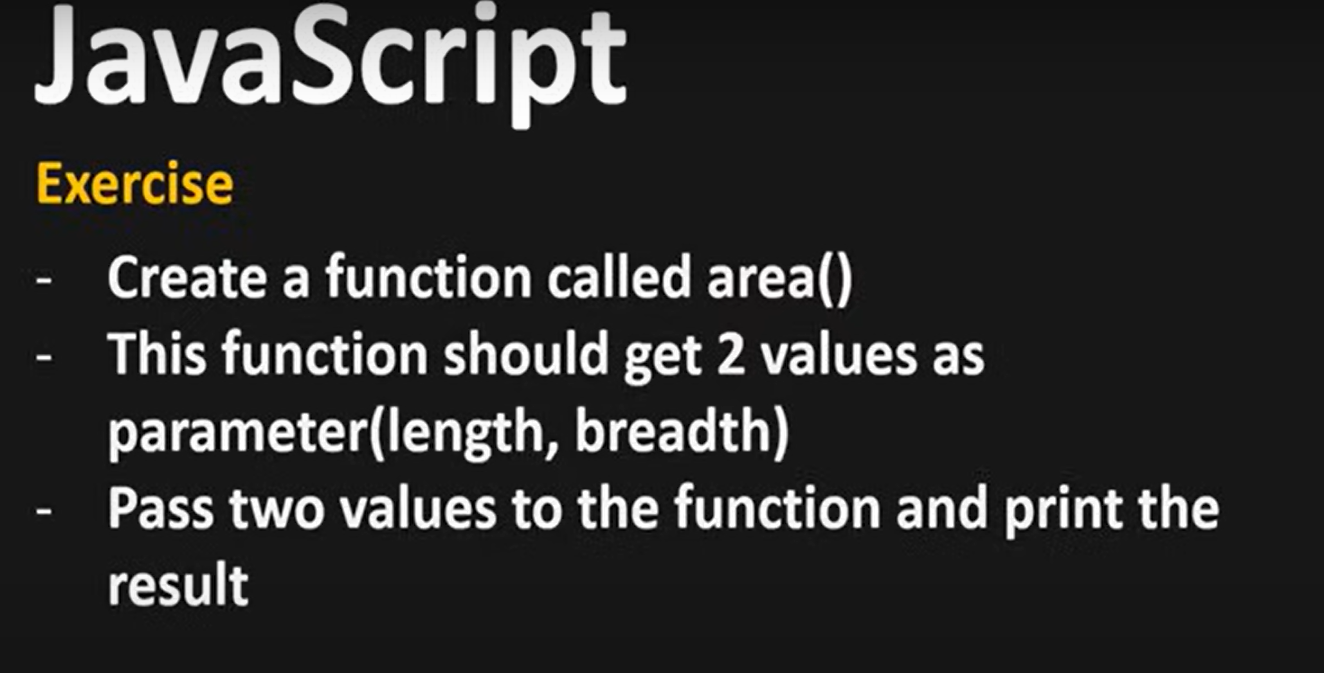 JavaScript
Exercise
- Create a function called area()
- This function should get 2 values as
parameter(length, breadth)
- Pass two values to the function and print the
result